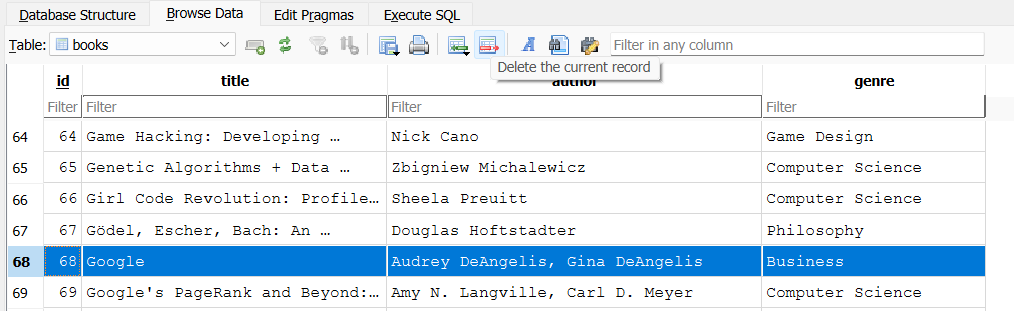 Database Structure Browse Data Edit Pragmas Execute SQL
Table: books Filter in any column
Delete the current record
id title author genre
Filter Filter Filter Filter
64 64 Game Hacking: Developing … Nick Cano Game Design
65 65 Genetic Algorithms + Data … Zbigniew Michalewicz Computer Science
66 66 Girl Code Revolution: Profile… Sheela Preuitt Computer Science
67 67 Gödel, Escher, Bach: An … Douglas Hoftstadter Philosophy
68 68 Google Audrey DeAngelis, Gina DeAngelis Business
69 69 Google's PageRank and Beyond:… Amy N. Langville, Carl D. Meyer Computer Science